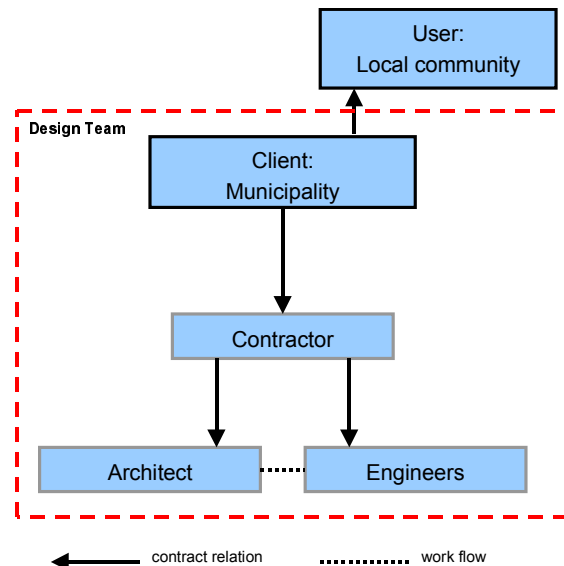 User:
Local community
Design Team
Client:
Municipality
Contractor
Architect
Engineers
contract relation
work flow